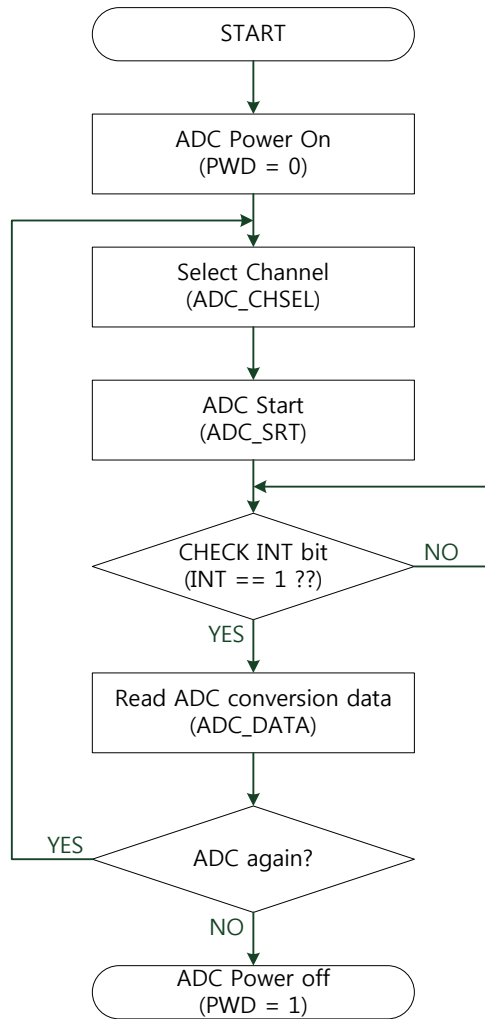 START
ADC Power On
(PWD = 0)
Select Channel
(ADC_CHSEL)
ADC Start
(ADC_SRT)
CHECK INT bit
(INT == 1 ??)
NO
YES
Read ADC conversion data
(ADC_DATA)
YES
ADC again?
NO
ADC Power off
(PWD = 1)